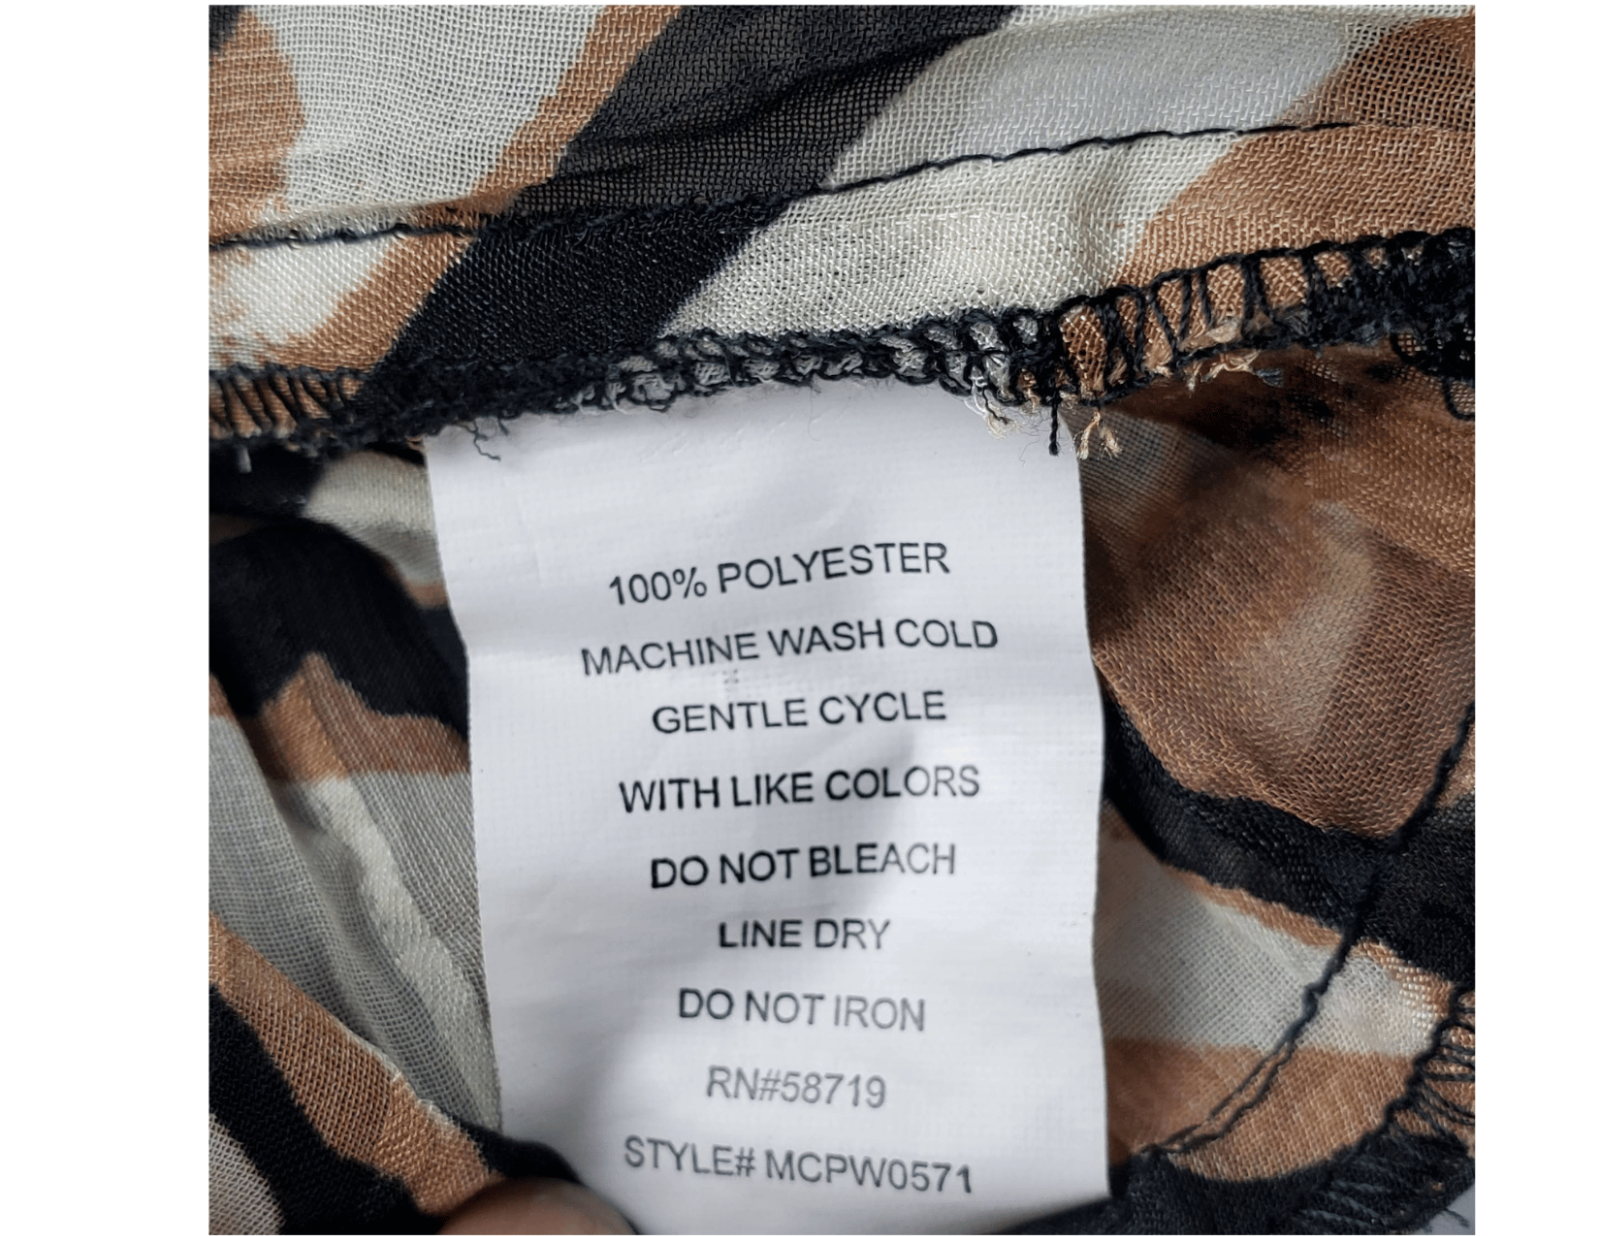 100% POLYESTER
MACHINE WASH COLD
GENTLE CYCLE
WITH LIKE COLORS
DO NOT BLEACH
LINE DRY
DO NOT IRON
RN#58719
STYLE# MCPW0571